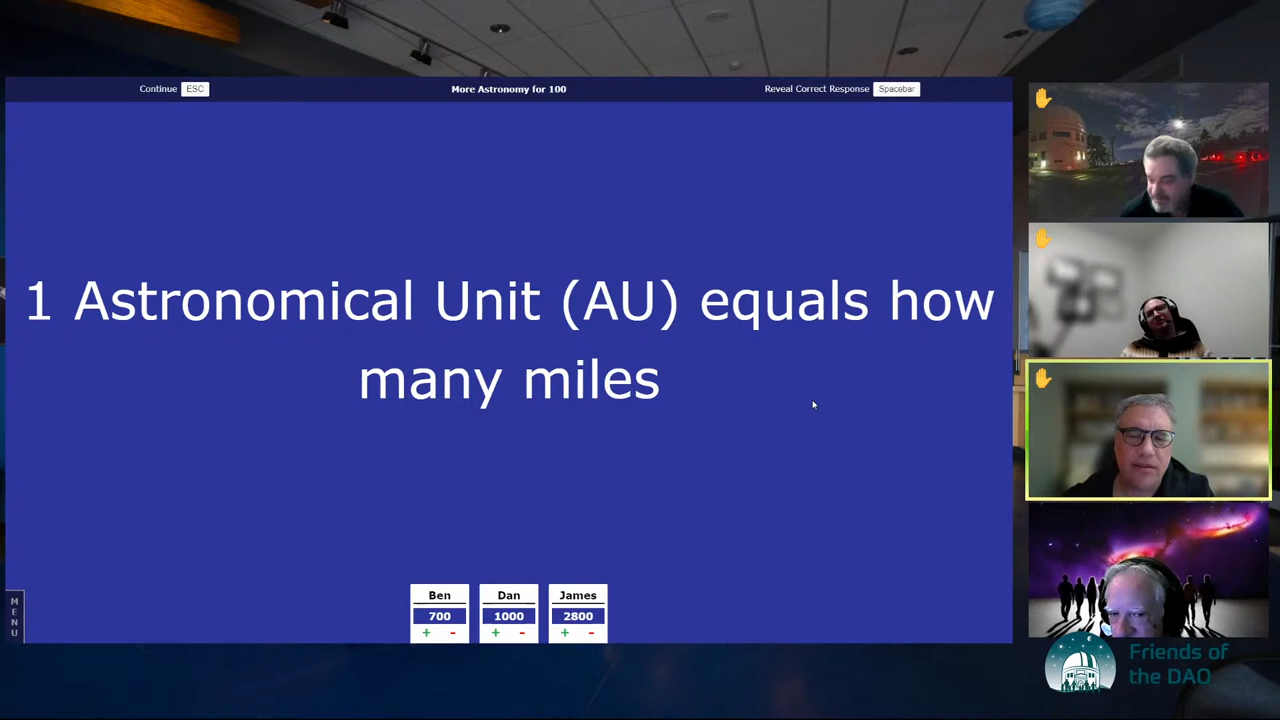 Continue ESC
More Astronomy for 100
Reveal Correct Response Spacebar
1 Astronomical Unit (AU) equals how
many miles
MENU
Ben Dan James
700 1000 2800
+ - + - + -
Friends of
the DAO